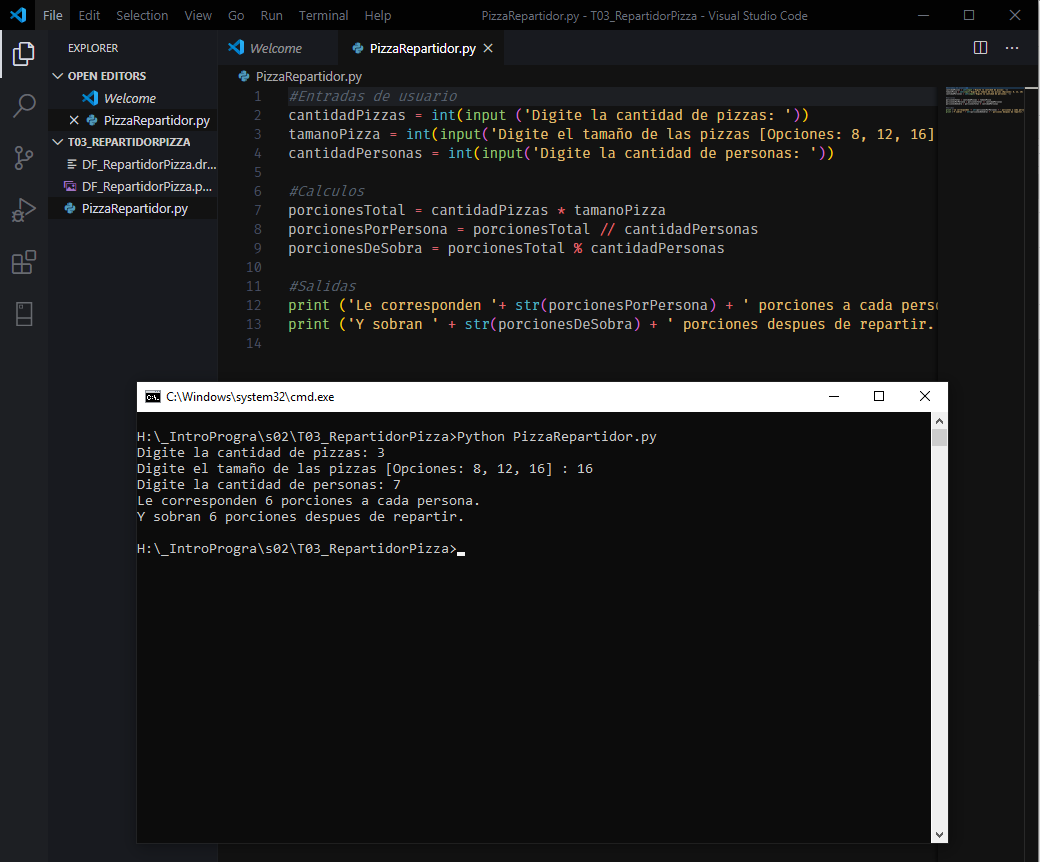 File Edit Selection View Go Run Terminal Help PizzaRepartidor.py - T03_RepartidorPizza - Visual Studio Code
EXPLORER
OPEN EDITORS
Welcome
PizzaRepartidor.py
T03_REPARTIDORPIZZA
DF_RepartidorPizza.dr...
DF_RepartidorPizza.p...
PizzaRepartidor.py
Welcome PizzaRepartidor.py
PizzaRepartidor.py
1 #Entradas de usuario
2 cantidadPizzas = int(input ('Digite la cantidad de pizzas: '))
3 tamanoPizza = int(input('Digite el tamaño de las pizzas [Opciones: 8, 12, 16]
4 cantidadPersonas = int(input('Digite la cantidad de personas: '))
5
6 #Calculos
7 porcionesTotal = cantidadPizzas * tamanoPizza
8 porcionesPorPersona = porcionesTotal // cantidadPersonas
9 porcionesDeSobra = porcionesTotal % cantidadPersonas
10
11 #Salidas
12 print ('Le corresponden '+ str(porcionesPorPersona) + ' porciones a cada perso
13 print ('Y sobran ' + str(porcionesDeSobra) + ' porciones despues de repartir.
14
C:\Windows\system32\cmd.exe
H:\_IntroProgra\s02\T03_RepartidorPizza>Python PizzaRepartidor.py
Digite la cantidad de pizzas: 3
Digite el tamaño de las pizzas [Opciones: 8, 12, 16] : 16
Digite la cantidad de personas: 7
Le corresponden 6 porciones a cada persona.
Y sobran 6 porciones despues de repartir.
H:\_IntroProgra\s02\T03_RepartidorPizza>